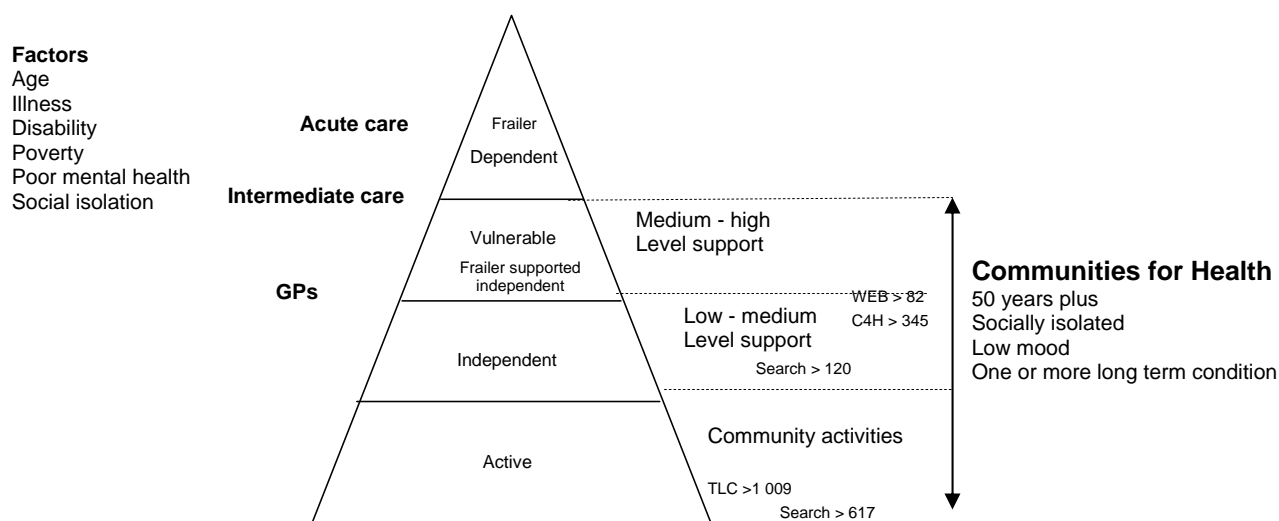 Factors
Age
Illness
Disability
Poverty
Poor mental health
Social isolation
Acute care
Intermediate care
GPs
Frailer
Dependent
Vulnerable
Frailer supported
independent
Independent
Active
Medium - high
Level support
WEB > 82
C4H > 345
Low - medium
Level support
Search > 120
Community activities
TLC >1 009
Search > 617
Communities for Health
50 years plus
Socially isolated
Low mood
One or more long term condition